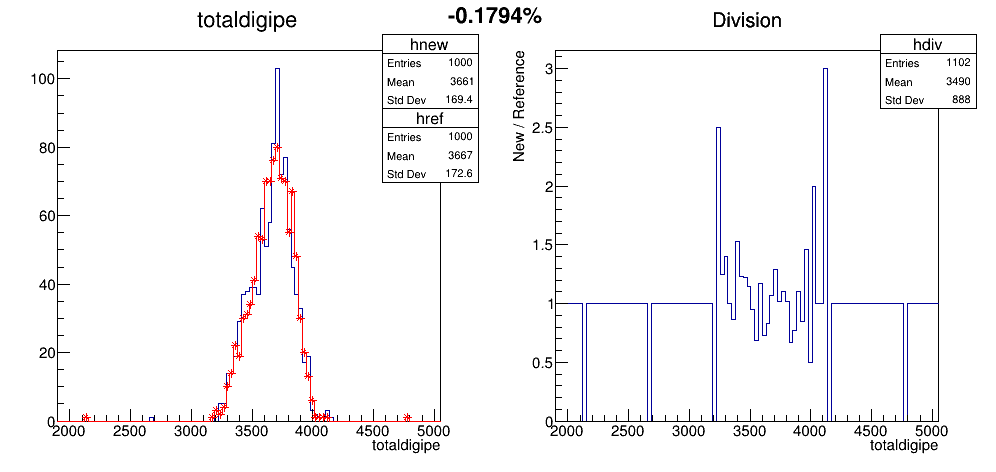 -0.1794%
totaldigipe
hnew
Entries 1000
Mean 3661
Std Dev 169.4
href
Entries 1000
Mean 3667
Std Dev 172.6
100
80
60
40
20
0
2000 2500 3000 3500 4000 4500 5000
totaldigipe
Division
hdiv
Entries 1102
Mean 3490
Std Dev 888
New / Reference
3
2.5
2
1.5
1
0.5
0
2000 2500 3000 3500 4000 4500 5000
totaldigipe